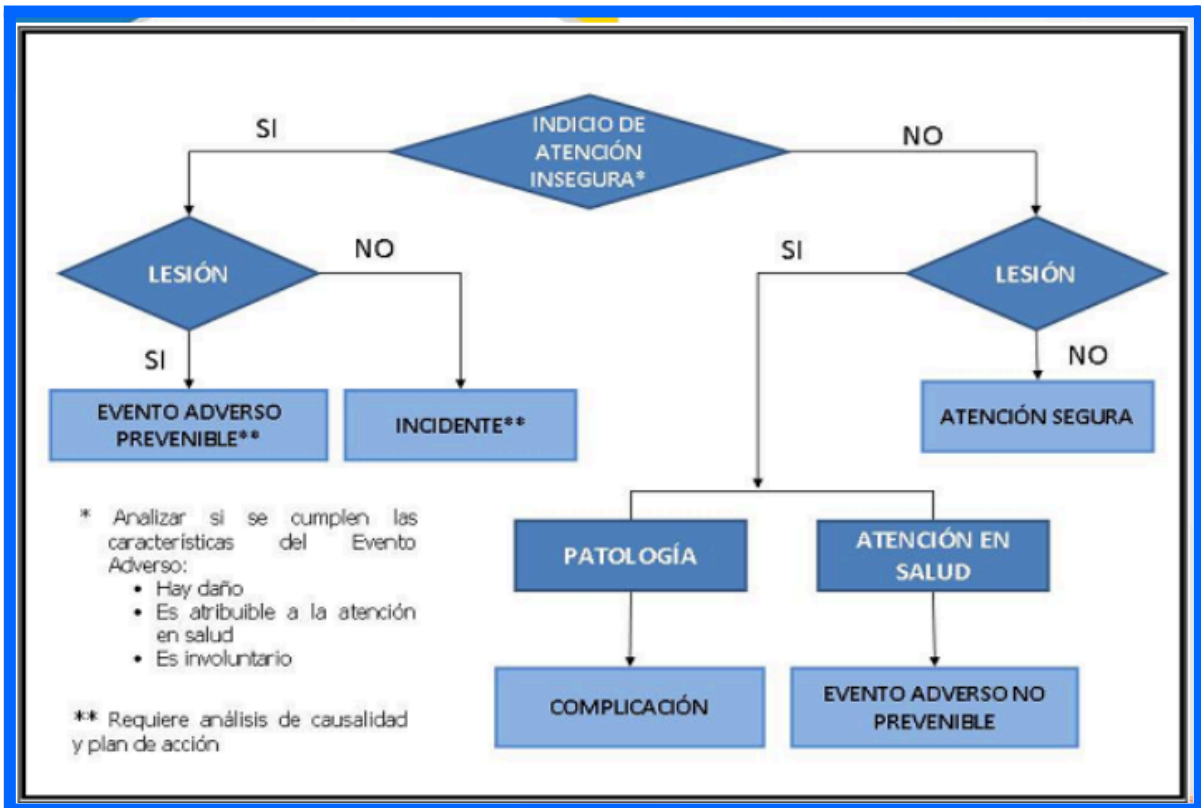 INDICIO DE
ATENCIÓN
INSEGURA*
SI
NO
LESIÓN
NO
SI
LESIÓN
SI
NO
EVENTO ADVERSO
PREVENIBLE**
INCIDENTE**
ATENCIÓN SEGURA
* Analizar si se cumplen las
características del Evento
Adverso:
• Hay daño
• Es atribuible a la atención
en salud
• Es involuntario
PATOLOGÍA
ATENCIÓN EN
SALUD
COMPLICACIÓN
EVENTO ADVERSO NO
PREVENIBLE
** Requiere análisis de causalidad
y plan de acción